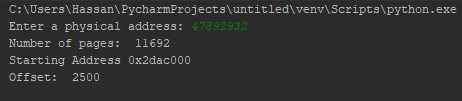 C:\Users\Hassan\PycharmProjects\untitled\venv\Scripts\python.exe
Enter a physical address: 47892932
Number of pages:  11692
Starting Address 0x2dac000
Offset:  2500